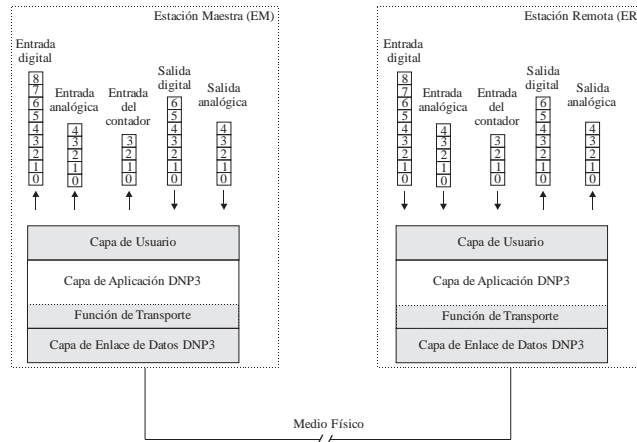 Estación Maestra (EM)
Entrada
digital
8
7
6
5
4
3
2
1
0
Entrada
analógica
4
3
2
1
0
Entrada
del
contador
3
2
1
0
Salida
digital
6
5
4
3
2
1
0
Salida
analógica
4
3
2
1
0
Capa de Usuario
Capa de Aplicación DNP3
Función de Transporte
Capa de Enlace de Datos DNP3
Estación Remota (ER
Entrada
digital
8
7
6
5
4
3
2
1
0
Entrada
analógica
4
3
2
1
0
Entrada
del
contador
3
2
1
0
Salida
digital
6
5
4
3
2
1
0
Salida
analógica
4
3
2
1
0
Capa de Usuario
Capa de Aplicación DNP3
Función de Transporte
Capa de Enlace de Datos DNP3
Medio Físico